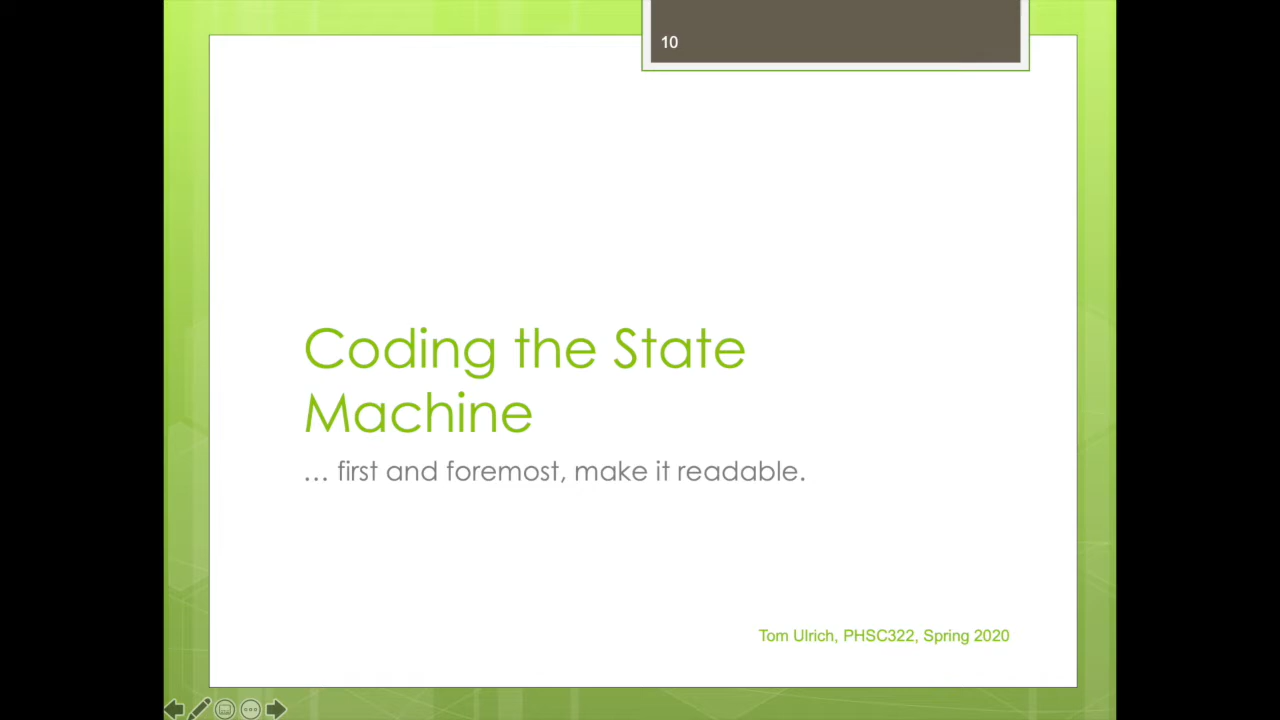 10
Coding the State
Machine
… first and foremost, make it readable.
Tom Ulrich, PHSC322, Spring 2020